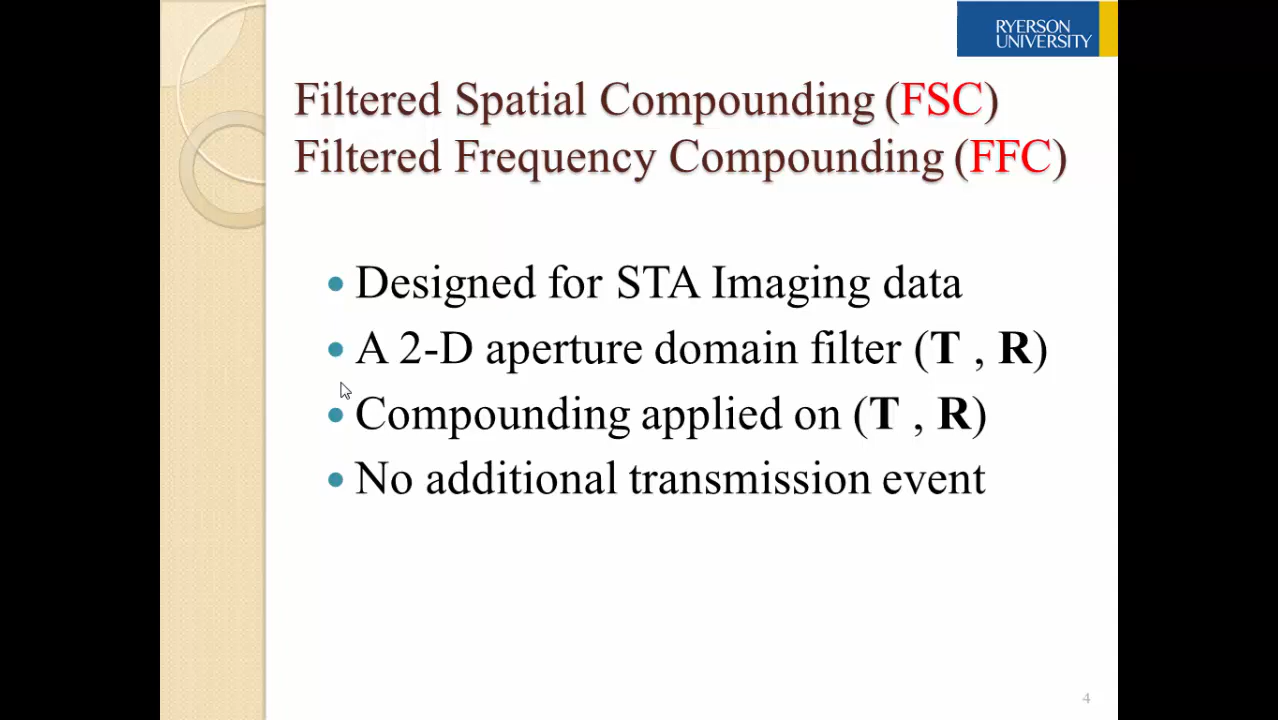 RYERSON
UNIVERSITY
Filtered Spatial Compounding (FSC)
Filtered Frequency Compounding (FFC)
• Designed for STA Imaging data
• A 2-D aperture domain filter (T , R)
• Compounding applied on (T , R)
• No additional transmission event
4